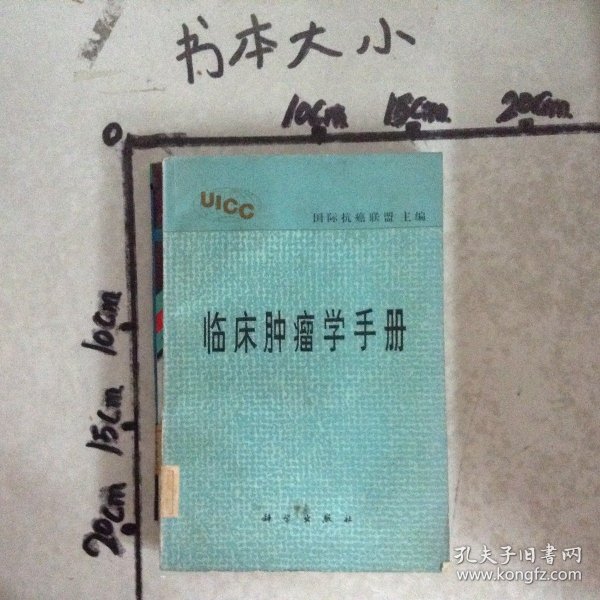 书本大小
10cm 15cm 20cm
0
UICC
国际抗癌联盟 主编
临床肿瘤学手册
10cm
15cm
20cm
科学出版社
孔夫子旧书网
www.kongfz.com